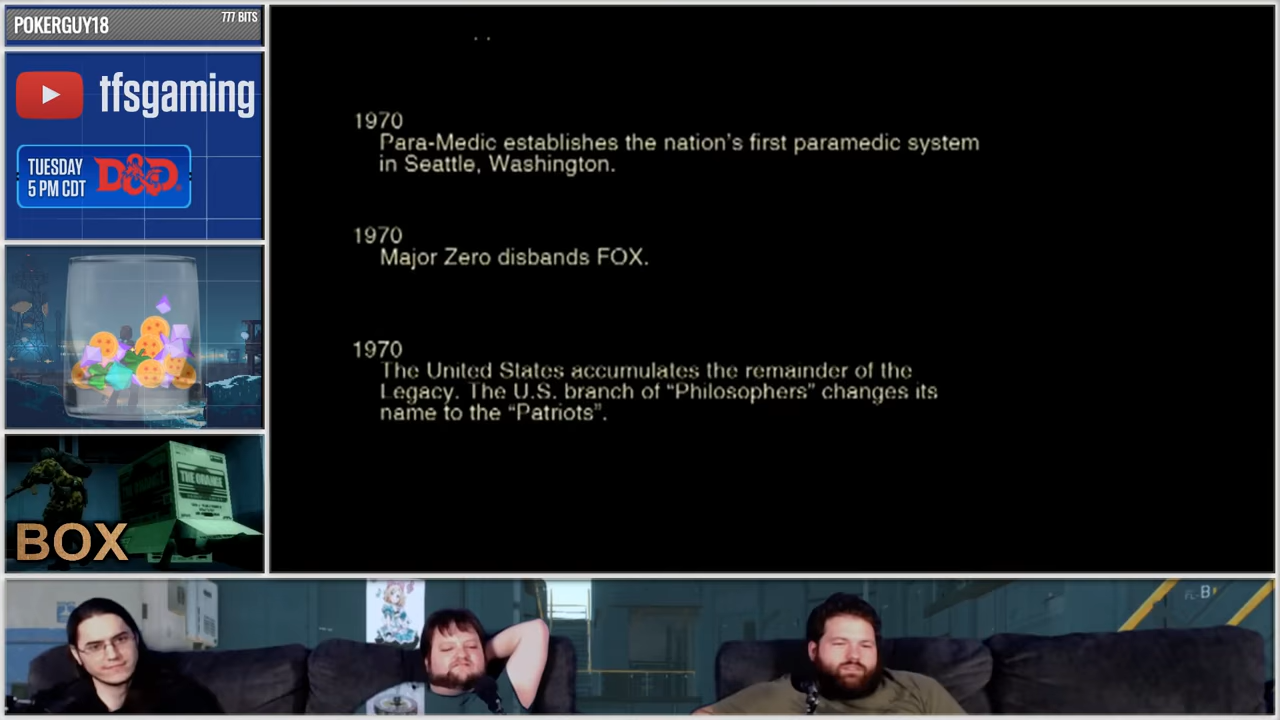 POKERGUY18
777 BITS
tfsgaming
TUESDAY
5 PM CDT
D&D
THE ORANGE
BOX
1970
Para-Medic establishes the nation's first paramedic system
in Seattle, Washington.
1970
Major Zero disbands FOX.
1970
The United States accumulates the remainder of the
Legacy. The U.S. branch of “Philosophers” changes its
name to the “Patriots”.
B